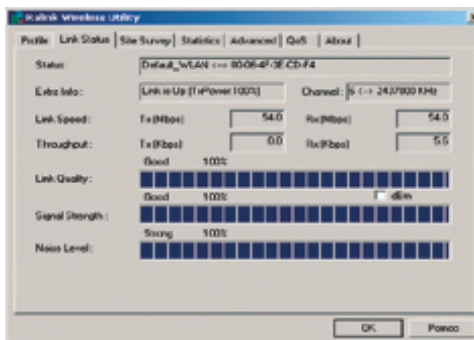 Ralink Wireless Utility
Profile Link Status Site Survey Statistics Advanced QoS About
Status: Default_WLAN <--> 00-06-4F-3E-CD-F4
Extra Info: Link is Up [TxPower:100%] Channel: 6 <--> 2437000 KHz
Link Speed: Tx(Mbps) 54.0 Rx(Mbps) 54.0
Throughput: Tx(Kbps) 0.0 Rx(Kbps) 5.5
Good 100%
Link Quality:
Good 100% dBm
Signal Strength:
Strong 100%
Noise Level:
OK Pomoc